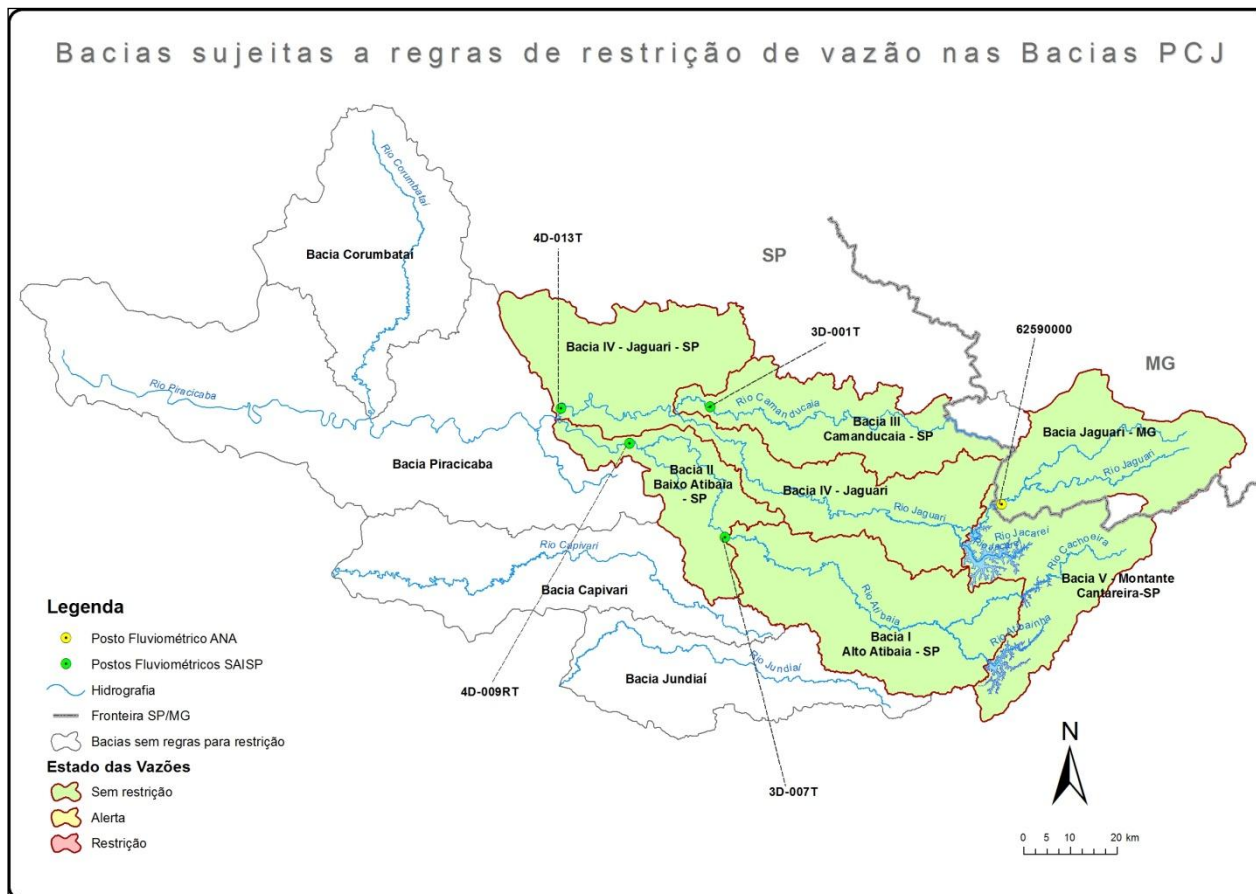 Bacias sujeitas a regras de restrição de vazão nas Bacias PCJ
Rio Corumbataí
Bacia Corumbataí
4D-013T
SP
3D-001T
62590000
MG
Bacia IV - Jaguari - SP
Rio Piracicaba
Rio Camanducaia
Bacia III
Camanducaia - SP
Bacia Jaguari - MG
Rio Jaguari
Bacia Piracicaba
Bacia II
Baixo Atibaia
- SP
Bacia IV - Jaguari
Rio Jaguari
Rio Jacareí
Rio Cachoeira
Rio Capivari
Bacia V - Montante
Cantareira-SP
Bacia Capivari
Rio Atibaia
Rio Atibainha
Bacia I
Alto Atibaia - SP
Rio Jundiaí
Bacia Jundiaí
4D-009RT
3D-007T
Legenda
Posto Fluviométrico ANA
Postos Fluviométricos SAISP
Hidrografia
Fronteira SP/MG
Bacias sem regras para restrição
Estado das Vazões
Sem restrição
Alerta
Restrição
N
0 5 10 20 km